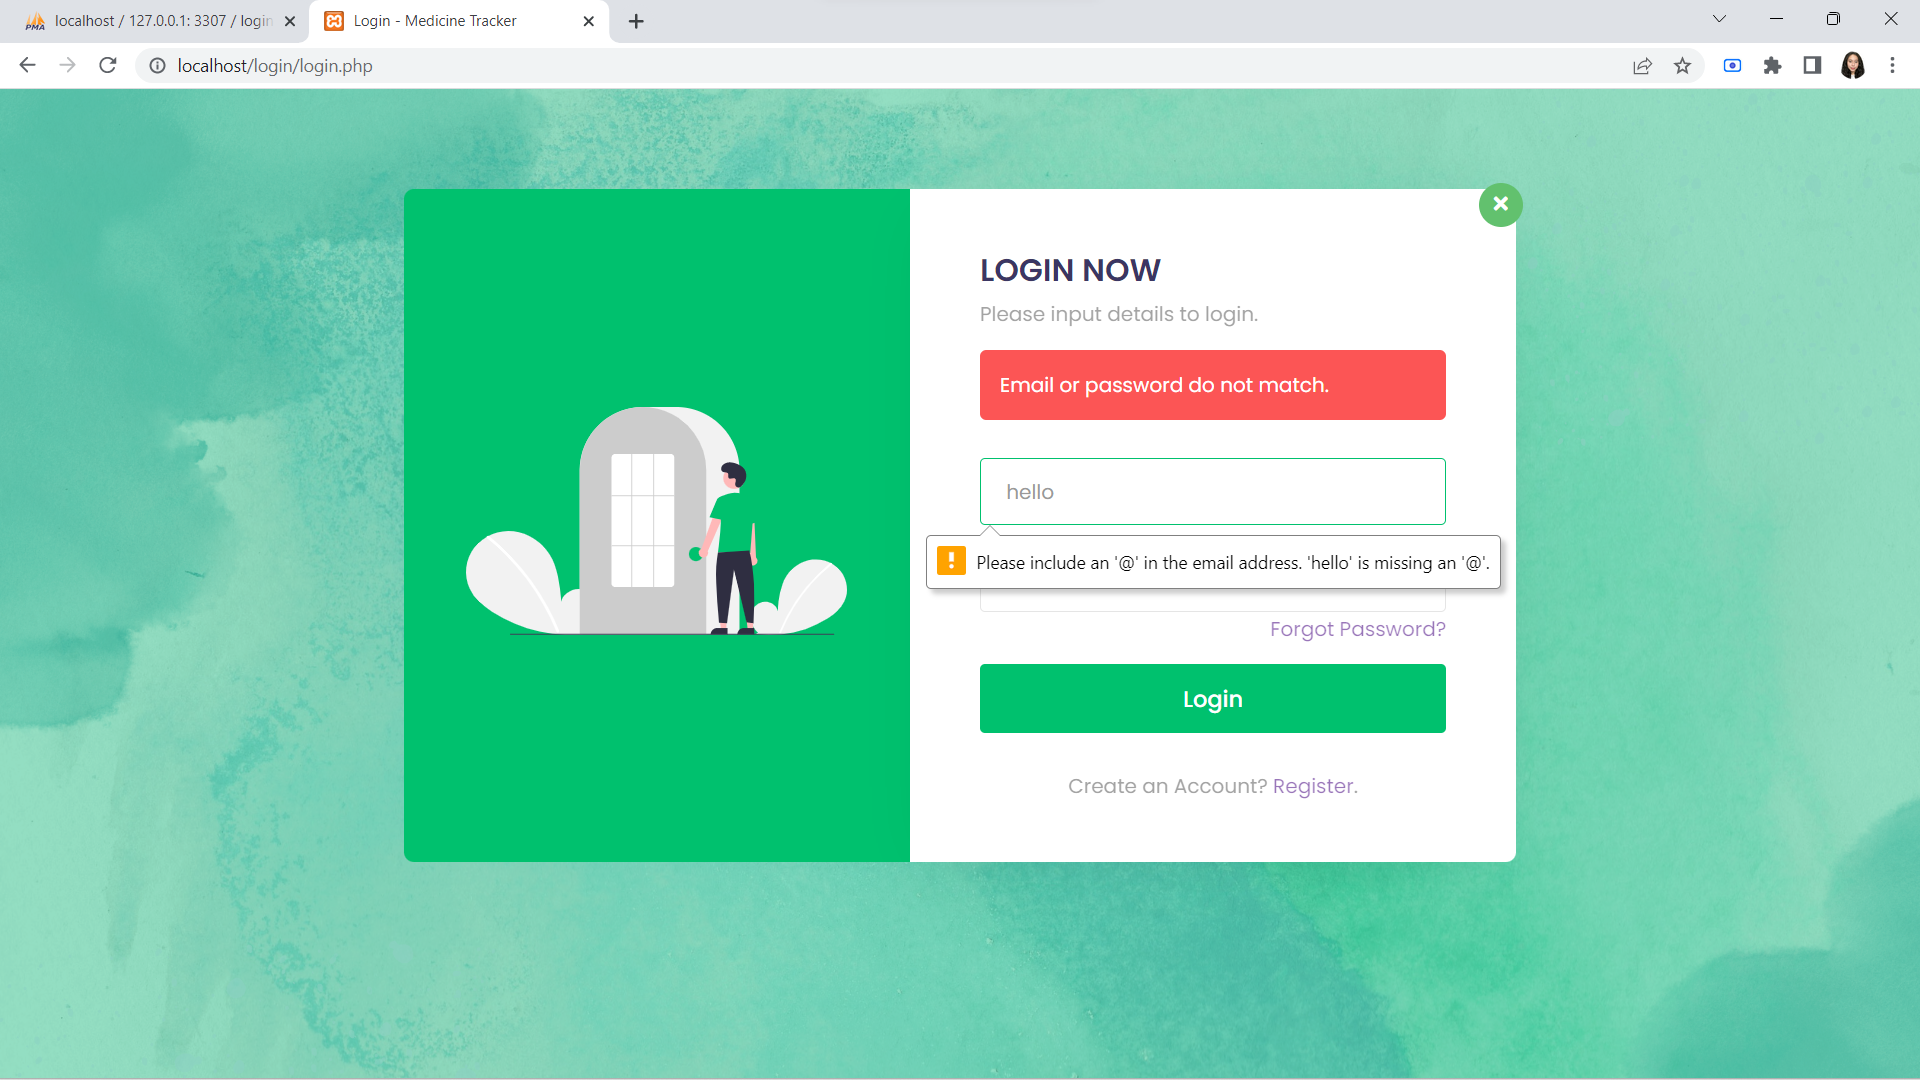 PMA
localhost / 127.0.0.1: 3307 / login
Login - Medicine Tracker
localhost/login/login.php
LOGIN NOW
Please input details to login.
Email or password do not match.
hello
Please include an '@' in the email address. 'hello' is missing an '@'.
Forgot Password?
Login
Create an Account? Register.